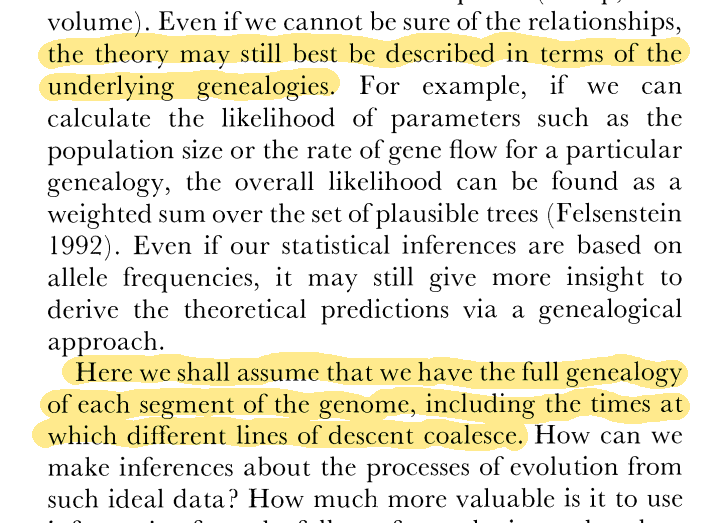 volume). Even if we cannot be sure of the relationships,
the theory may still best be described in terms of the
underlying genealogies. For example, if we can
calculate the likelihood of parameters such as the
population size or the rate of gene flow for a particular
genealogy, the overall likelihood can be found as a
weighted sum over the set of plausible trees (Felsenstein
1992). Even if our statistical inferences are based on
allele frequencies, it may still give more insight to
derive the theoretical predictions via a genealogical
approach.
Here we shall assume that we have the full genealogy
of each segment of the genome, including the times at
which different lines of descent coalesce. How can we
make inferences about the processes of evolution from
such ideal data? How much more valuable is it to use